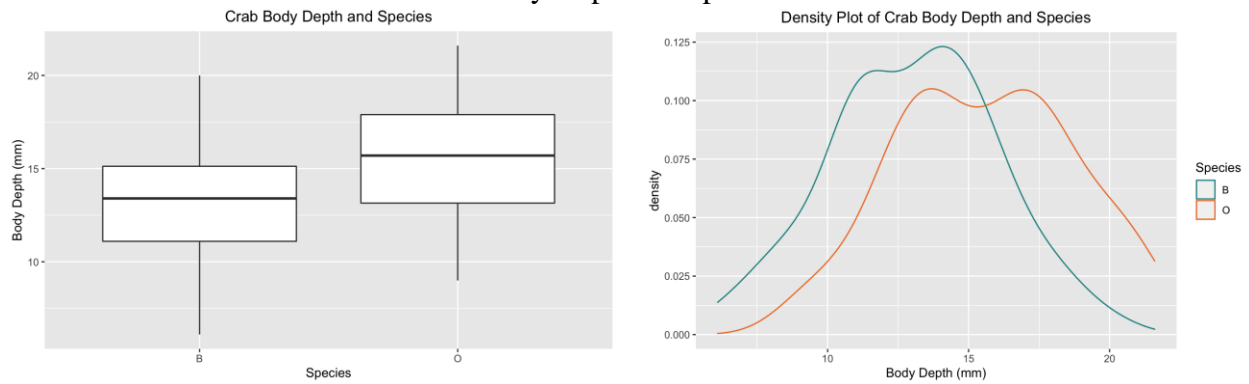 Crab Body Depth and Species
Body Depth (mm)
20
15
10
B
O
Species
Density Plot of Crab Body Depth and Species
density
0.125
0.100
0.075
0.050
0.025
0.000
10
15
20
Body Depth (mm)
Species
B
O